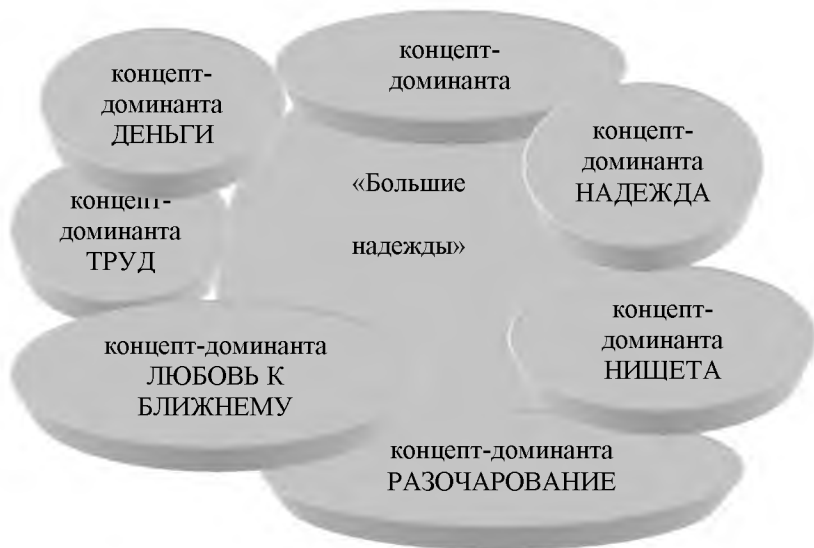 концепт-
доминанта
концепт-
доминанта
ДЕНЬГИ
концепт-
доминанта
НАДЕЖДА
«Большие
надежды»
концепт-
доминанта
ТРУД
концепт-
доминанта
НИЩЕТА
концепт-доминанта
ЛЮБОВЬ К
БЛИЖНЕМУ
концепт-доминанта
РАЗОЧАРОВАНИЕ